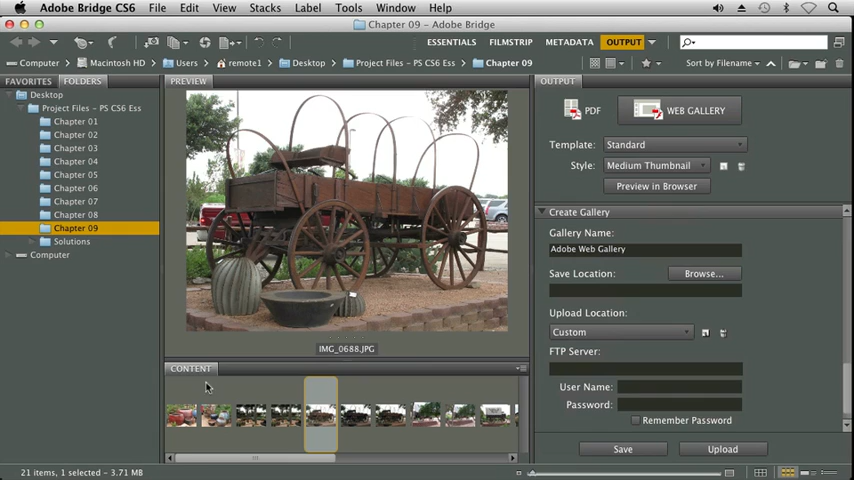 Adobe Bridge CS6 File Edit View Stacks Label Tools Window Help
Chapter 09 - Adobe Bridge
ESSENTIALS FILMSTRIP METADATA OUTPUT
Computer Macintosh HD Users remote1 Desktop Project Files - PS CS6 Ess Chapter 09 Sort by Filename
FAVORITES FOLDERS
Desktop
Project Files - PS CS6 Ess
Chapter 01
Chapter 02
Chapter 03
Chapter 04
Chapter 05
Chapter 06
Chapter 07
Chapter 08
Chapter 09
Solutions
Computer
PREVIEW
IMG_0688.JPG
CONTENT
OUTPUT
PDF WEB GALLERY
Template: Standard
Style: Medium Thumbnail
Preview in Browser
Create Gallery
Gallery Name:
Adobe Web Gallery
Save Location: Browse...
Upload Location:
Custom
FTP Server:
User Name:
Password:
Remember Password
Save Upload
21 items, 1 selected - 3.71 MB